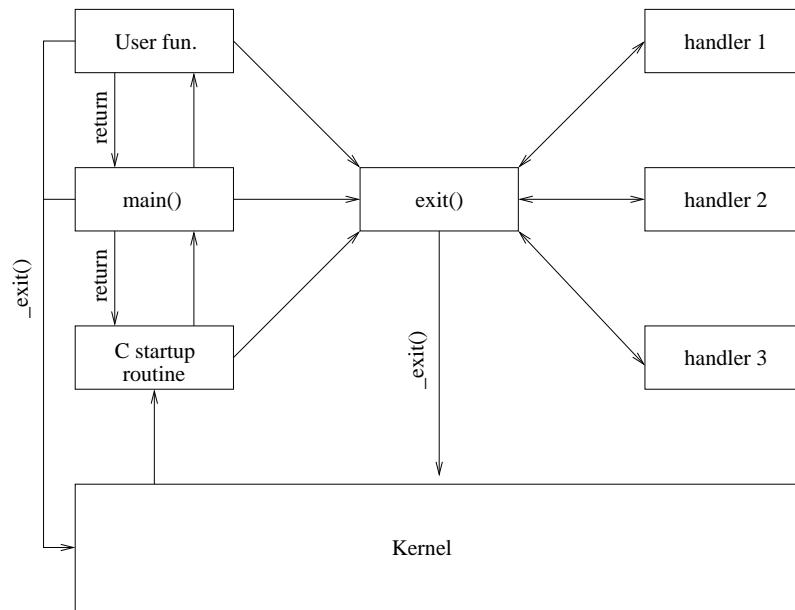 User fun.
handler 1
return
main()
exit()
handler 2
_exit()
return
C startup
routine
_exit()
handler 3
Kernel